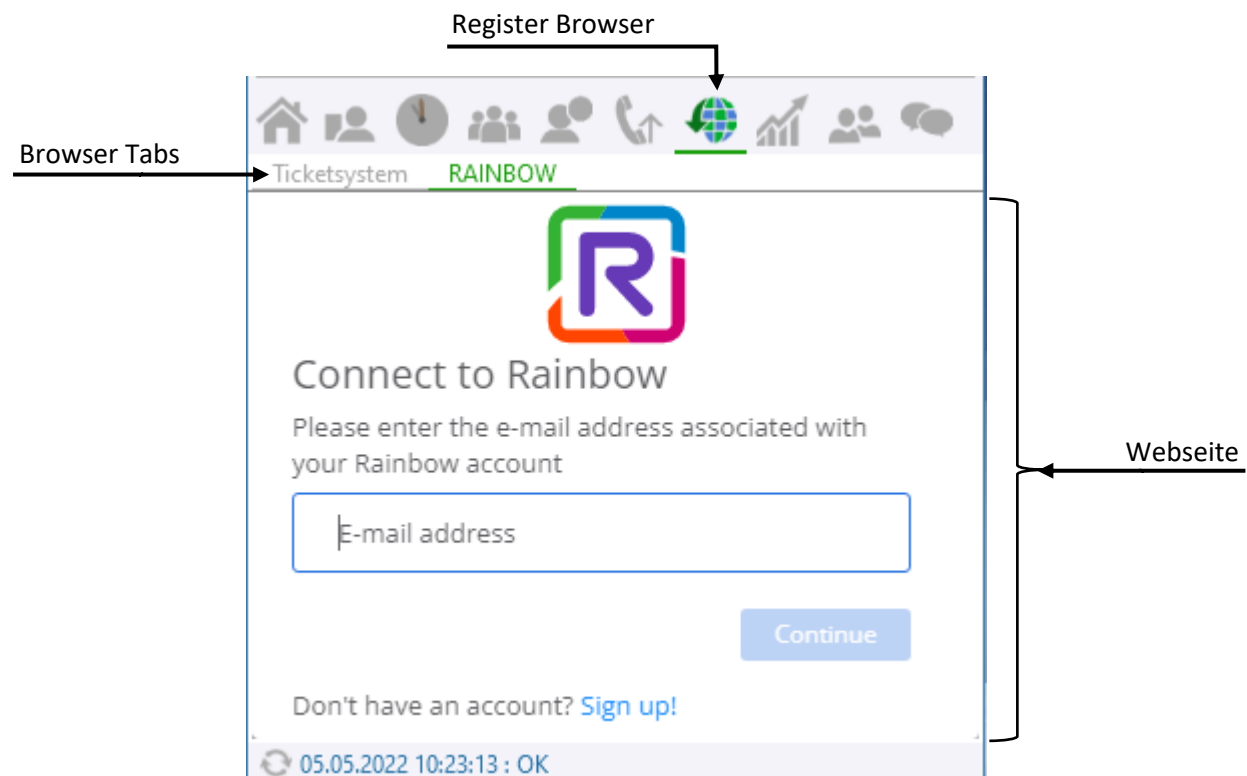 Register Browser
Browser Tabs
Ticketsystem RAINBOW
R
Connect to Rainbow
Please enter the e-mail address associated with
your Rainbow account
E-mail address
Webseite
Continue
Don't have an account? Sign up!
05.05.2022 10:23:13 : OK